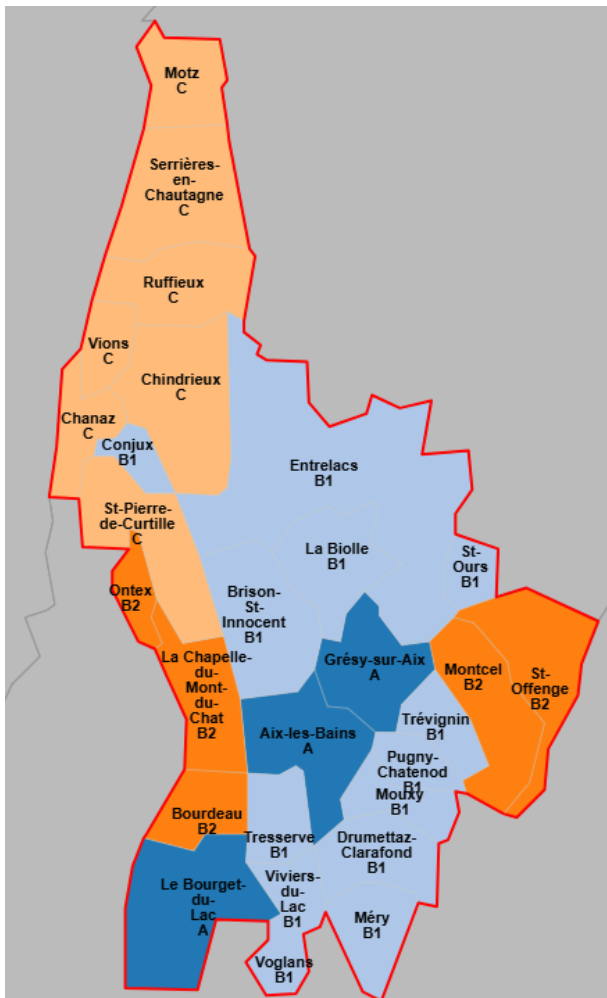 Motz
C
Serrières-
en-
Chautagne
C
Ruffieux
C
Vions
C
Chindrieux
C
Chanaz
C
Conjux
B1
Entrelacs
B1
St-Pierre-
de-Curtille
C
La Biolle
B1
St-
Ours
B1
Ontex
B2
Brison-
St-
Innocent
B1
La Chapelle-
du-
Mont-
du-
Chat
B2
Grésy-sur-Aix
A
Montcel
B2
St-
Offenge
B2
Trévignin
B1
Aix-les-Bains
A
Pugny-
Chatenod
B1
Mouxy
B1
Bourdeau
B2
Tresserve
B1
Drumettaz-
Clarafond
B1
Le Bourget-
du-
Lac
A
Viviers-
du-
Lac
B1
Méry
B1
Voglans
B1